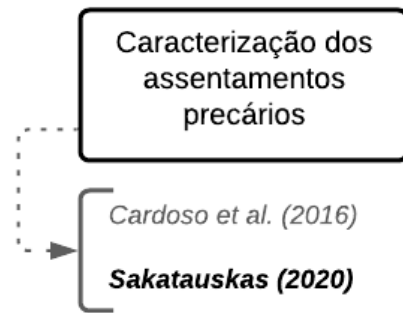 Caracterização dos
assentamentos
precários
Cardoso et al. (2016)
Sakatauskas (2020)